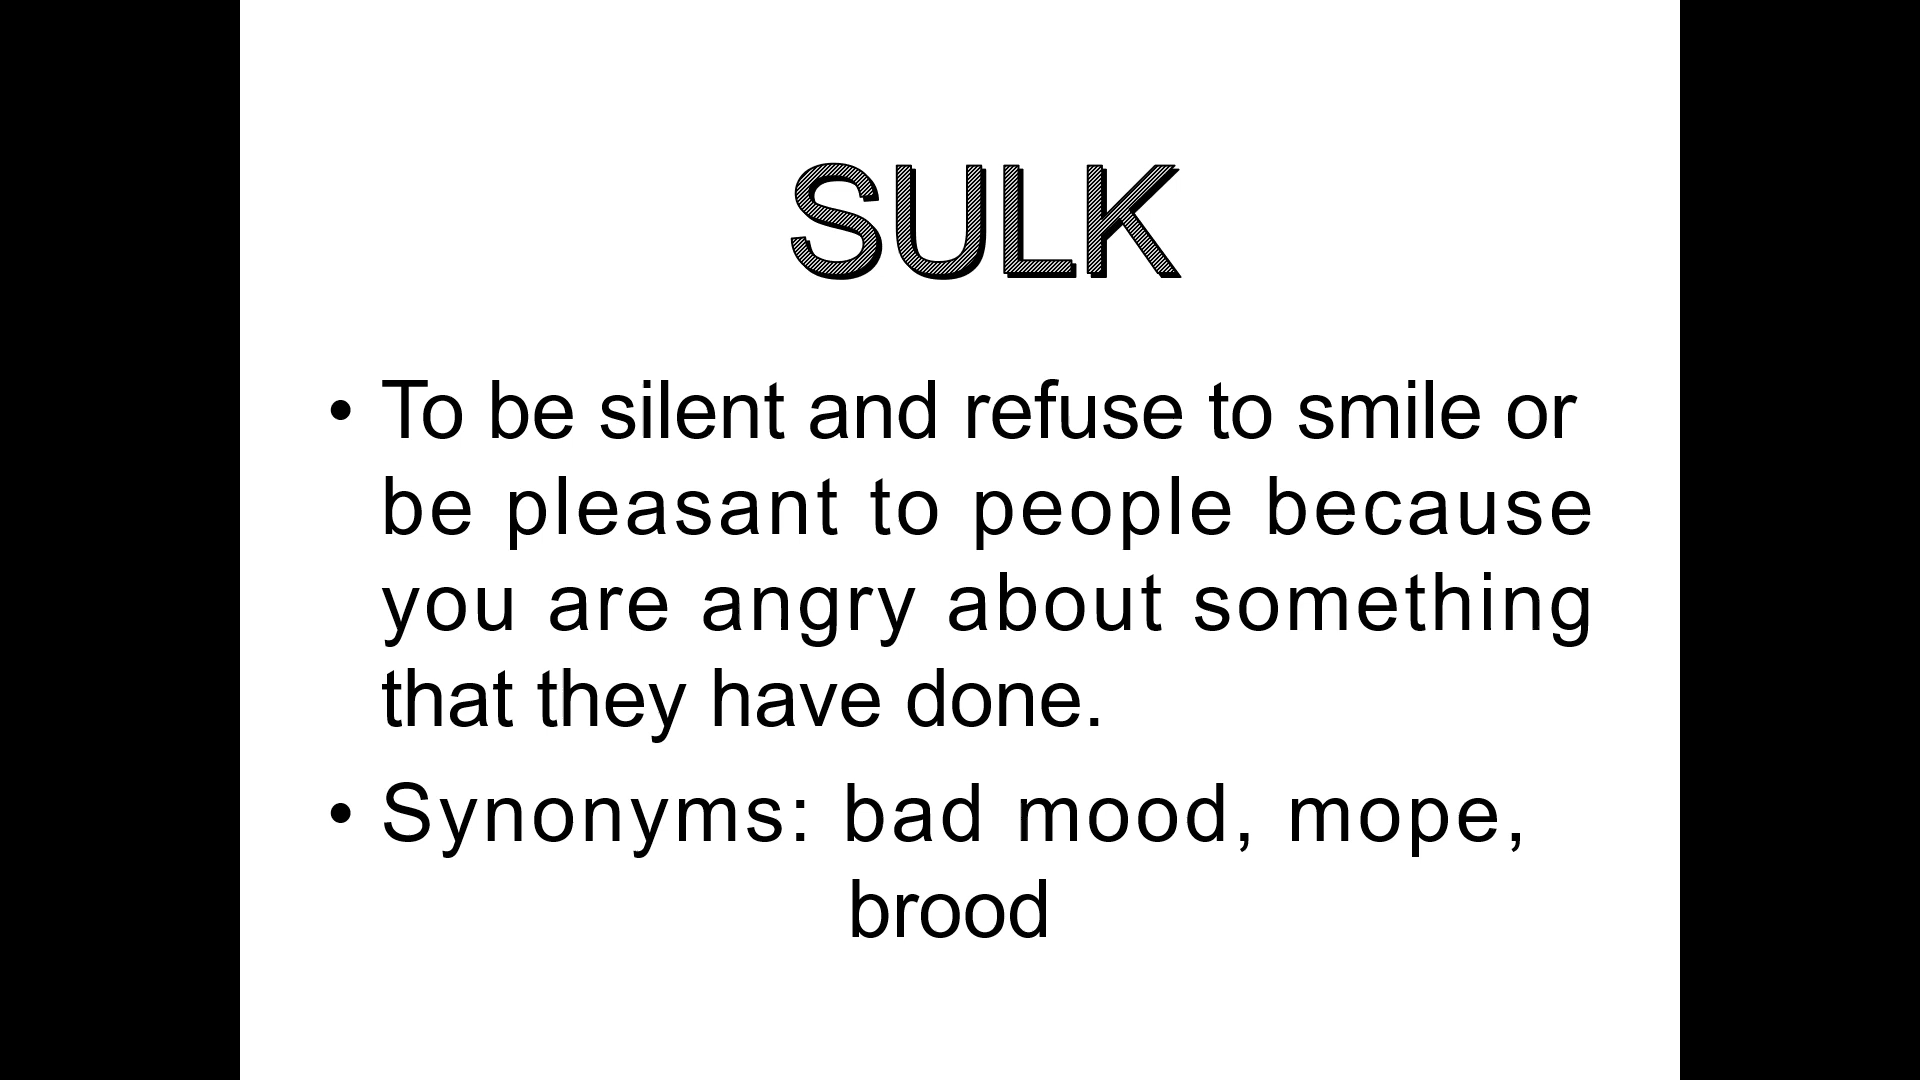 SULK
• To be silent and refuse to smile or
be pleasant to people because
you are angry about something
that they have done.
• Synonyms: bad mood, mope,
brood